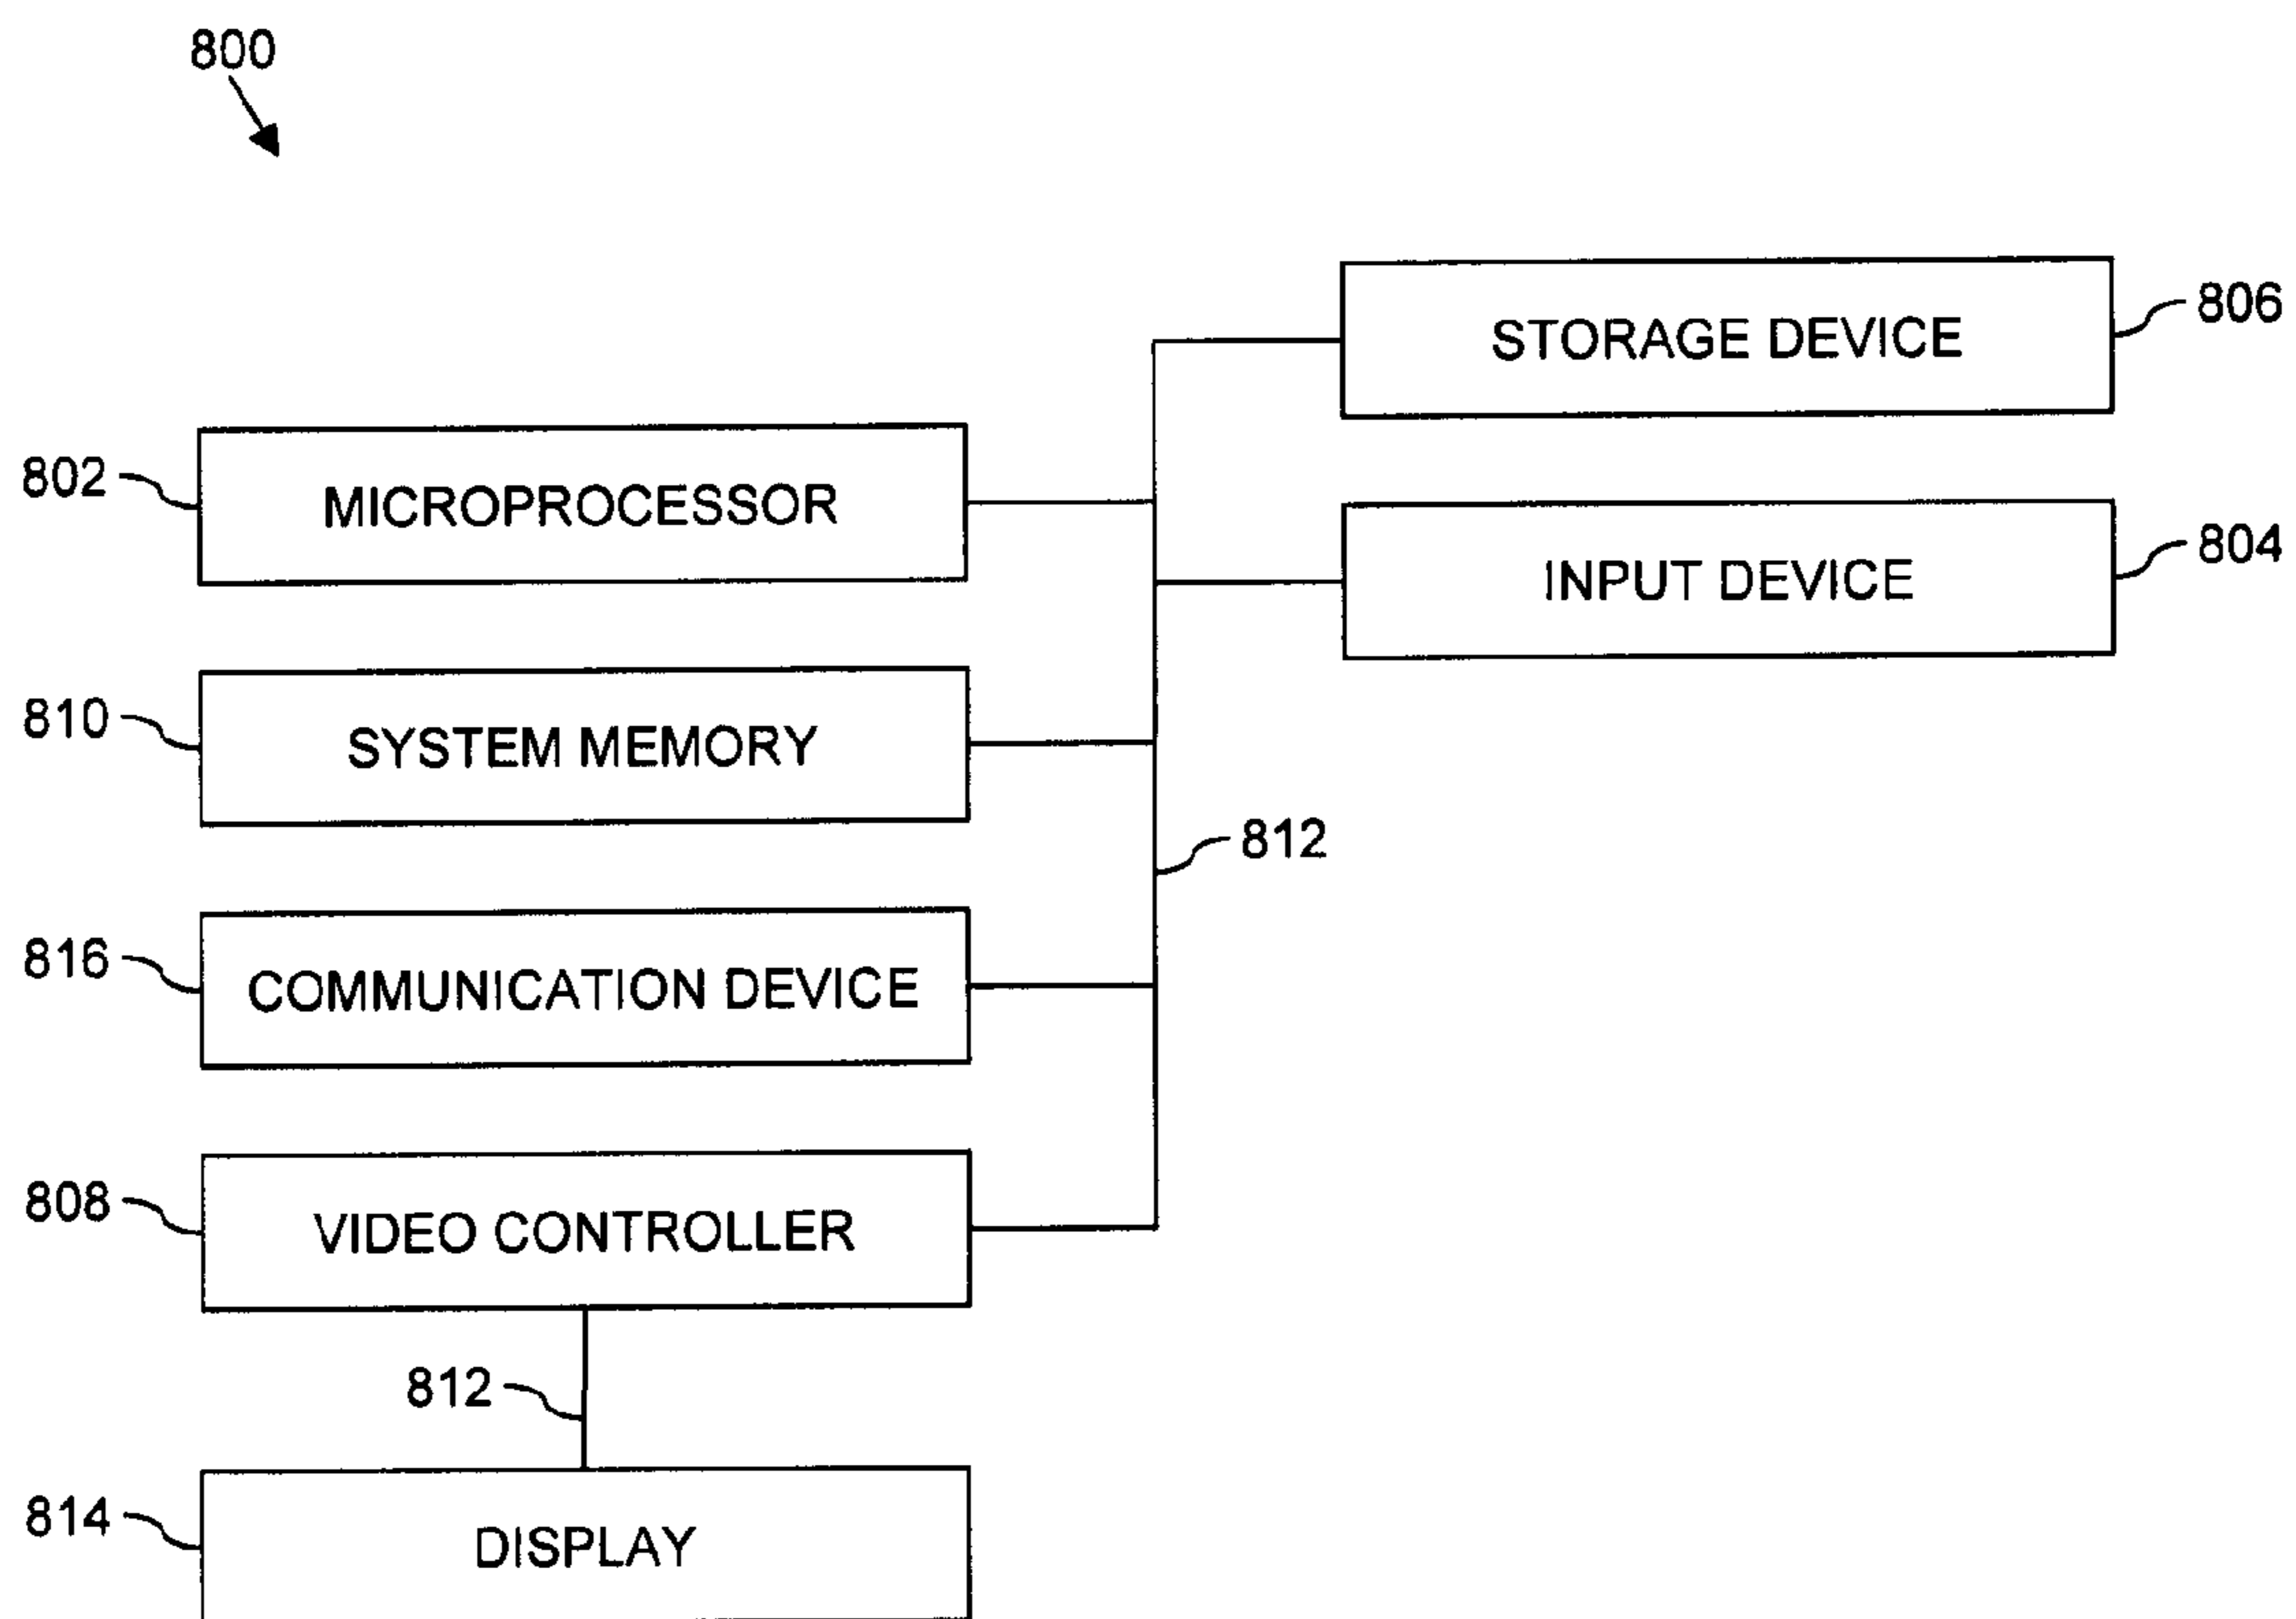 800
STORAGE DEVICE
806
802
MICROPROCESSOR
INPUT DEVICE
804
810
SYSTEM MEMORY
812
816
COMMUNICATION DEVICE
808
VIDEO CONTROLLER
812
814
DISPLAY